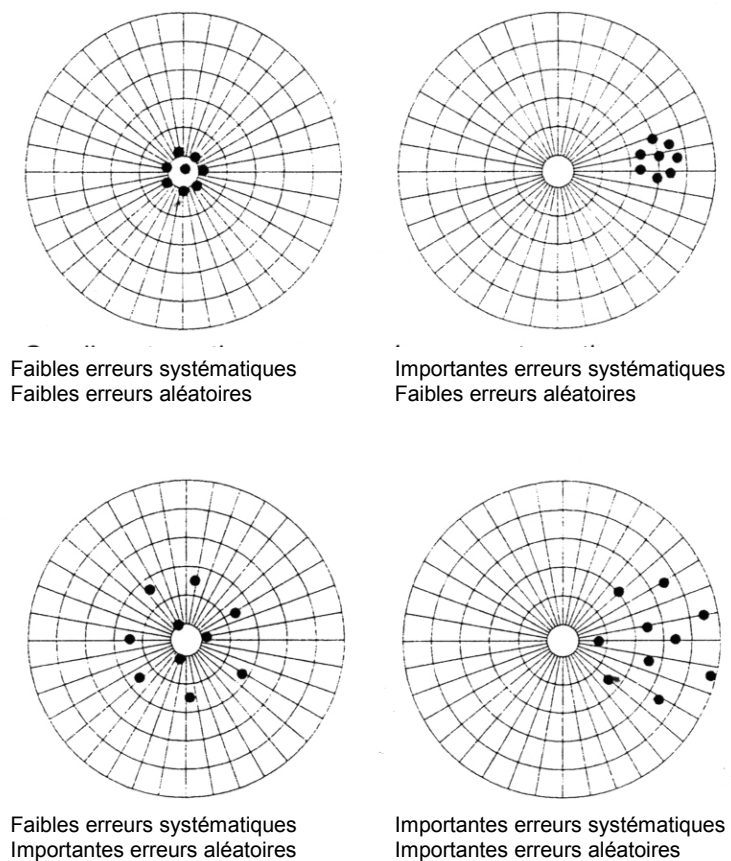 Faibles erreurs systématiques
Faibles erreurs aléatoires
Importantes erreurs systématiques
Faibles erreurs aléatoires
Faibles erreurs systématiques
Importantes erreurs aléatoires
Importantes erreurs systématiques
Importantes erreurs aléatoires